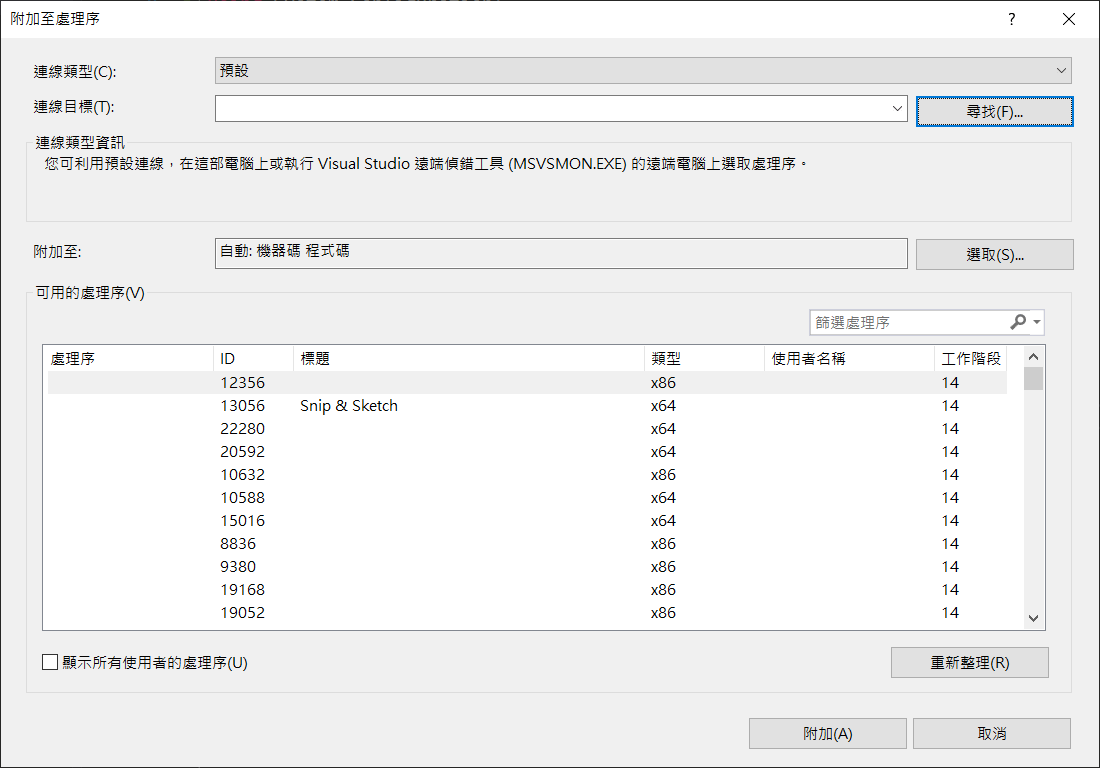 附加至處理序
連線類型(C):
預設
連線目標(T):
尋找(F)...
連線類型資訊
您可利用預設連線，在這部電腦上或執行 Visual Studio 遠端偵錯工具 (MSVSMON.EXE) 的遠端電腦上選取處理序。
附加至:
自動: 機器碼 程式碼
選取(S)...
可用的處理序(V)
篩選處理序
處理序 ID 標題 類型 使用者名稱 工作階段
12356 x86 14
13056 Snip & Sketch x64 14
22280 x64 14
20592 x64 14
10632 x86 14
10588 x64 14
15016 x64 14
8836 x86 14
9380 x86 14
19168 x86 14
19052 x86 14
顯示所有使用者的處理序(U)
重新整理(R)
附加(A)
取消